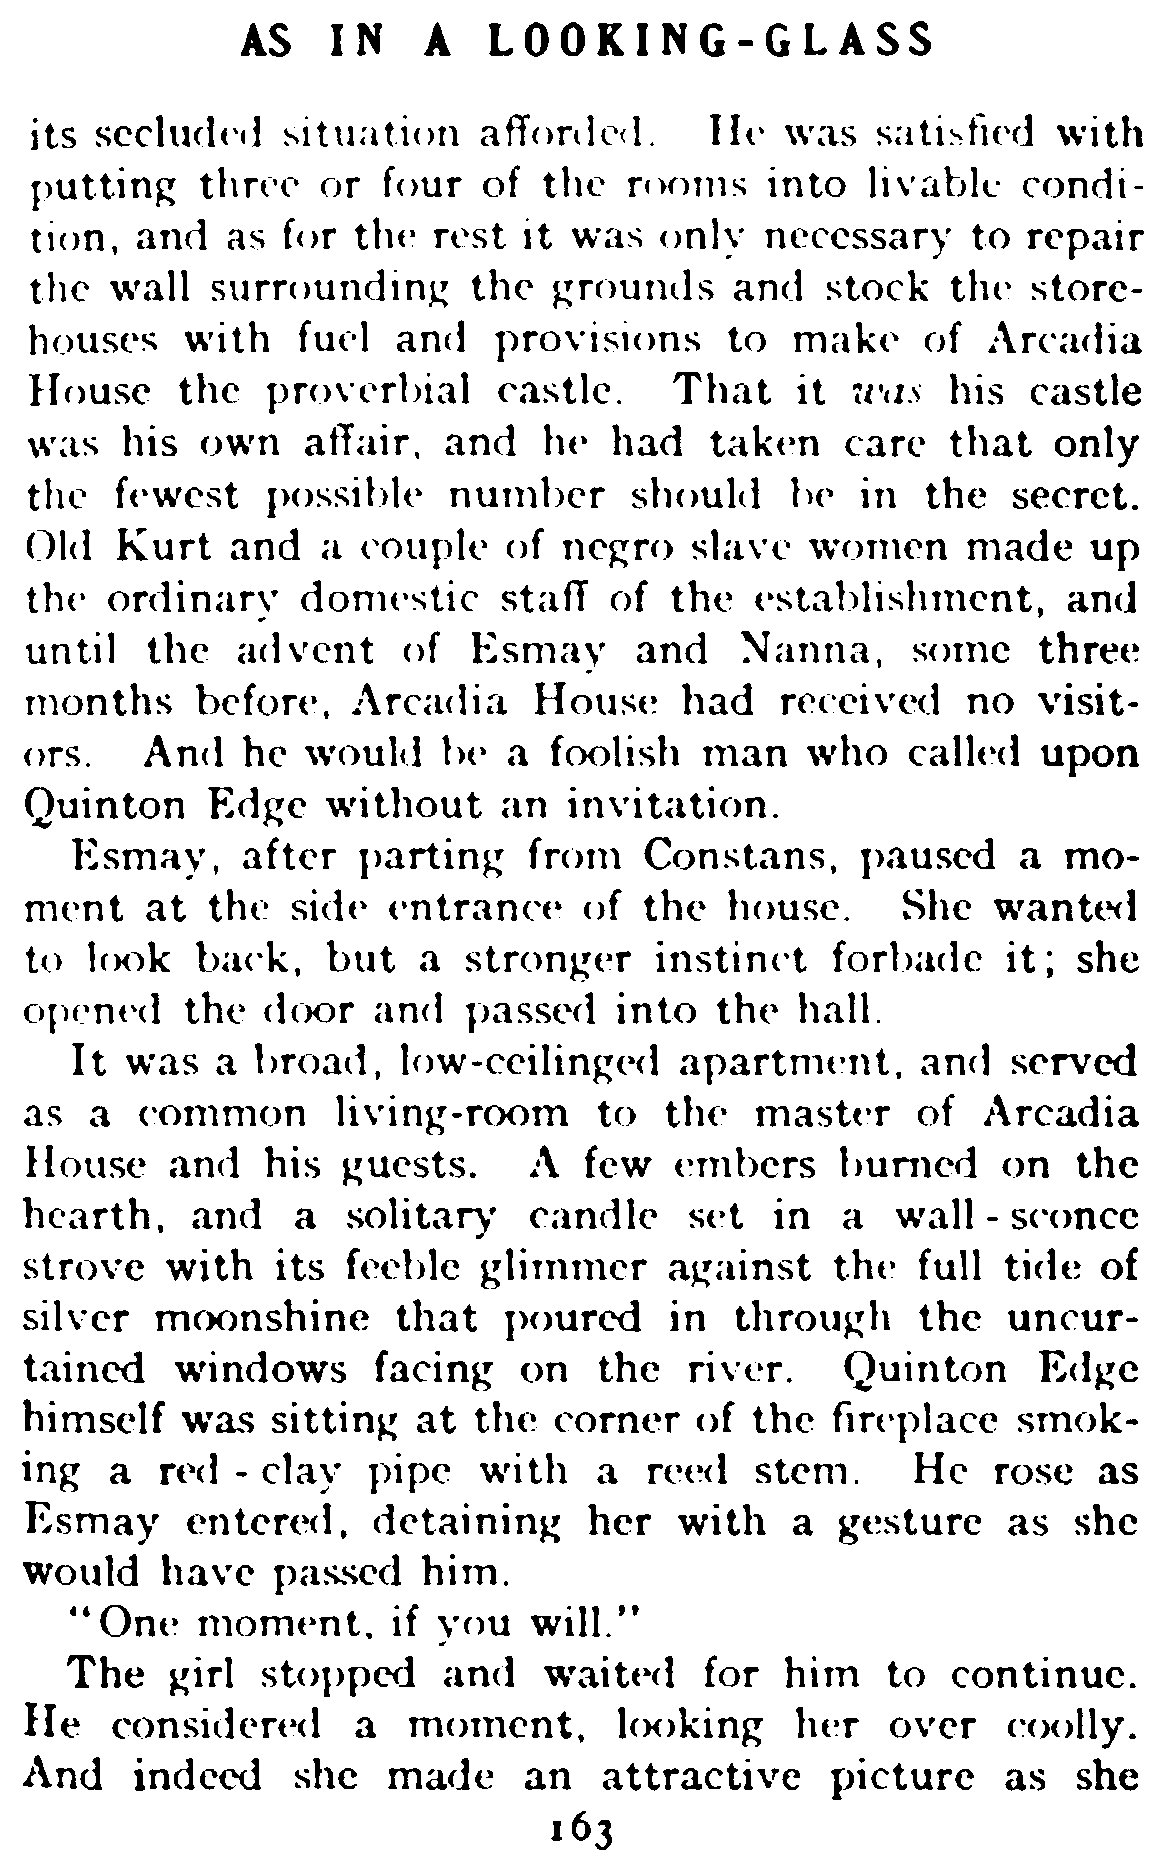 AS IN A LOOKING-GLASS
its secluded situation afforded. He was satisfied with
putting three or four of the rooms into livable condi-
tion, and as for the rest it was only necessary to repair
the wall surrounding the grounds and stock the store-
houses with fuel and provisions to make of Arcadia
House the proverbial castle. That it was his castle
was his own affair, and he had taken care that only
the fewest possible number should be in the secret.
Old Kurt and a couple of negro slave women made up
the ordinary domestic staff of the establishment, and
until the advent of Esmay and Nanna, some three
months before, Arcadia House had received no visit-
ors. And he would be a foolish man who called upon
Quinton Edge without an invitation.
Esmay, after parting from Constans, paused a mo-
ment at the side entrance of the house. She wanted
to look back, but a stronger instinct forbade it; she
opened the door and passed into the hall.
It was a broad, low-ceilinged apartment, and served
as a common living-room to the master of Arcadia
House and his guests. A few embers burned on the
hearth, and a solitary candle set in a wall-sconce
strove with its feeble glimmer against the full tide of
silver moonshine that poured in through the uncur-
tained windows facing on the river. Quinton Edge
himself was sitting at the corner of the fireplace smok-
ing a red-clay pipe with a reed stem. He rose as
Esmay entered, detaining her with a gesture as she
would have passed him.
"One moment, if you will."
The girl stopped and waited for him to continue.
He considered a moment, looking her over coolly.
And indeed she made an attractive picture as she
163